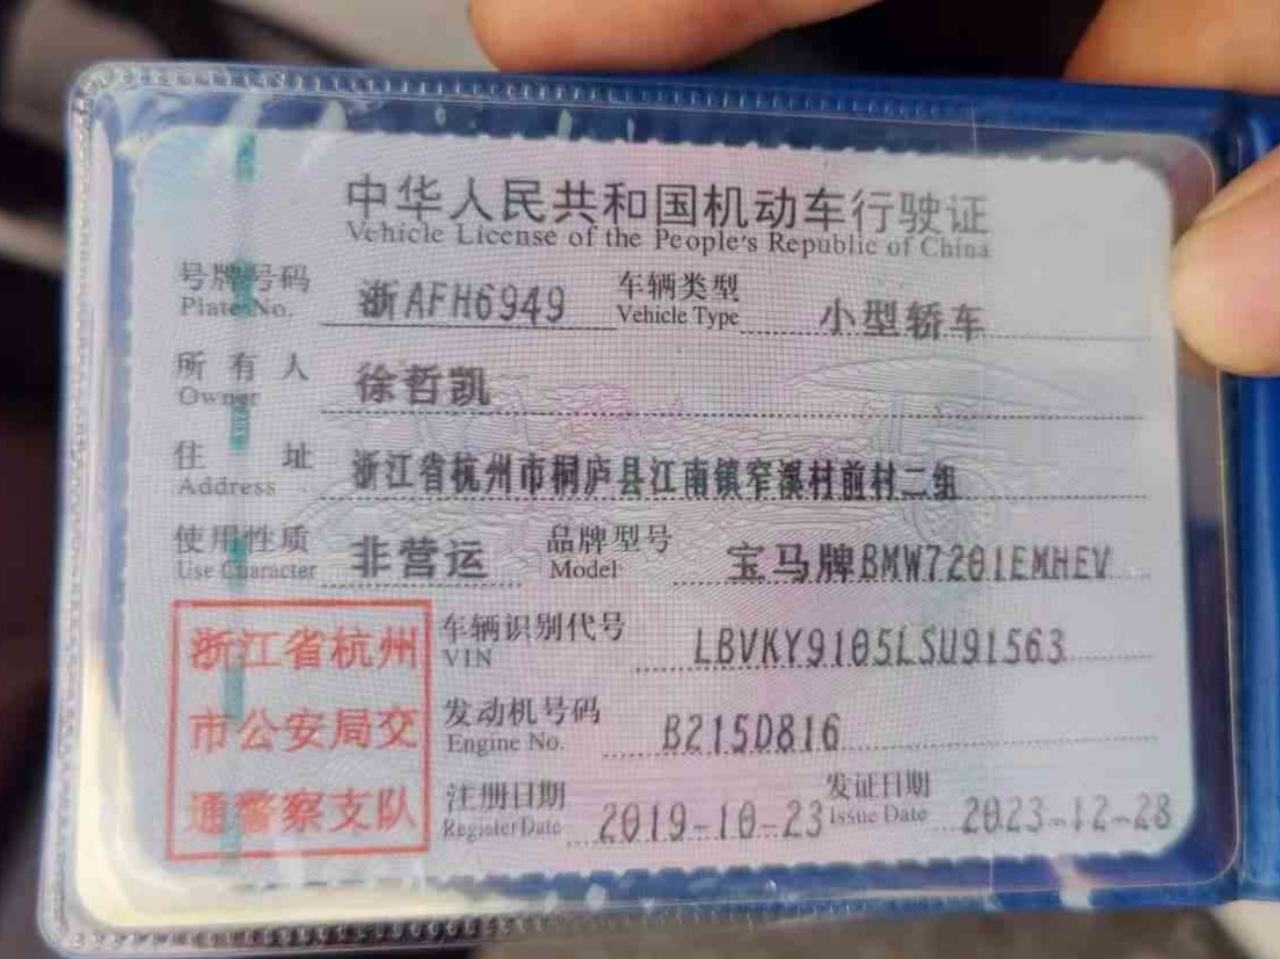 中华人民共和国机动车行驶证
Vehicle License of the People's Republic of China
号牌号码 浙AFH6949 车辆类型 小型轿车
Plate No. Vehicle Type
所有人 徐哲凯
Owner
住址 浙江省杭州市桐庐县江南镇窄溪村前村二组
Address
使用性质 非营运 品牌型号 宝马牌BMW7201EMHEV
Use Character Model
车辆识别代号 LBVKY9105LSU91563
VIN
发动机号码 B215D816
Engine No.
注册日期 2019-10-23 发证日期 2023-12-28
Register Date Issue Date
浙江省杭州
市公安局交
通警察支队